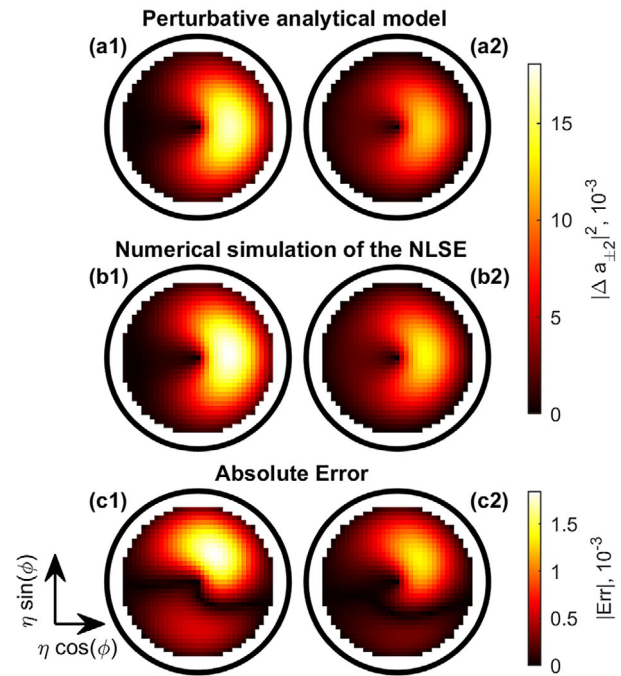 Perturbative analytical model
(a1) (a2)
15
10
5
0
|Δ a±2|², 10⁻³
Numerical simulation of the NLSE
(b1) (b2)
Absolute Error
(c1) (c2)
1.5
1
0.5
0
|Err|, 10⁻³
η sin(ϕ)
η cos(ϕ)